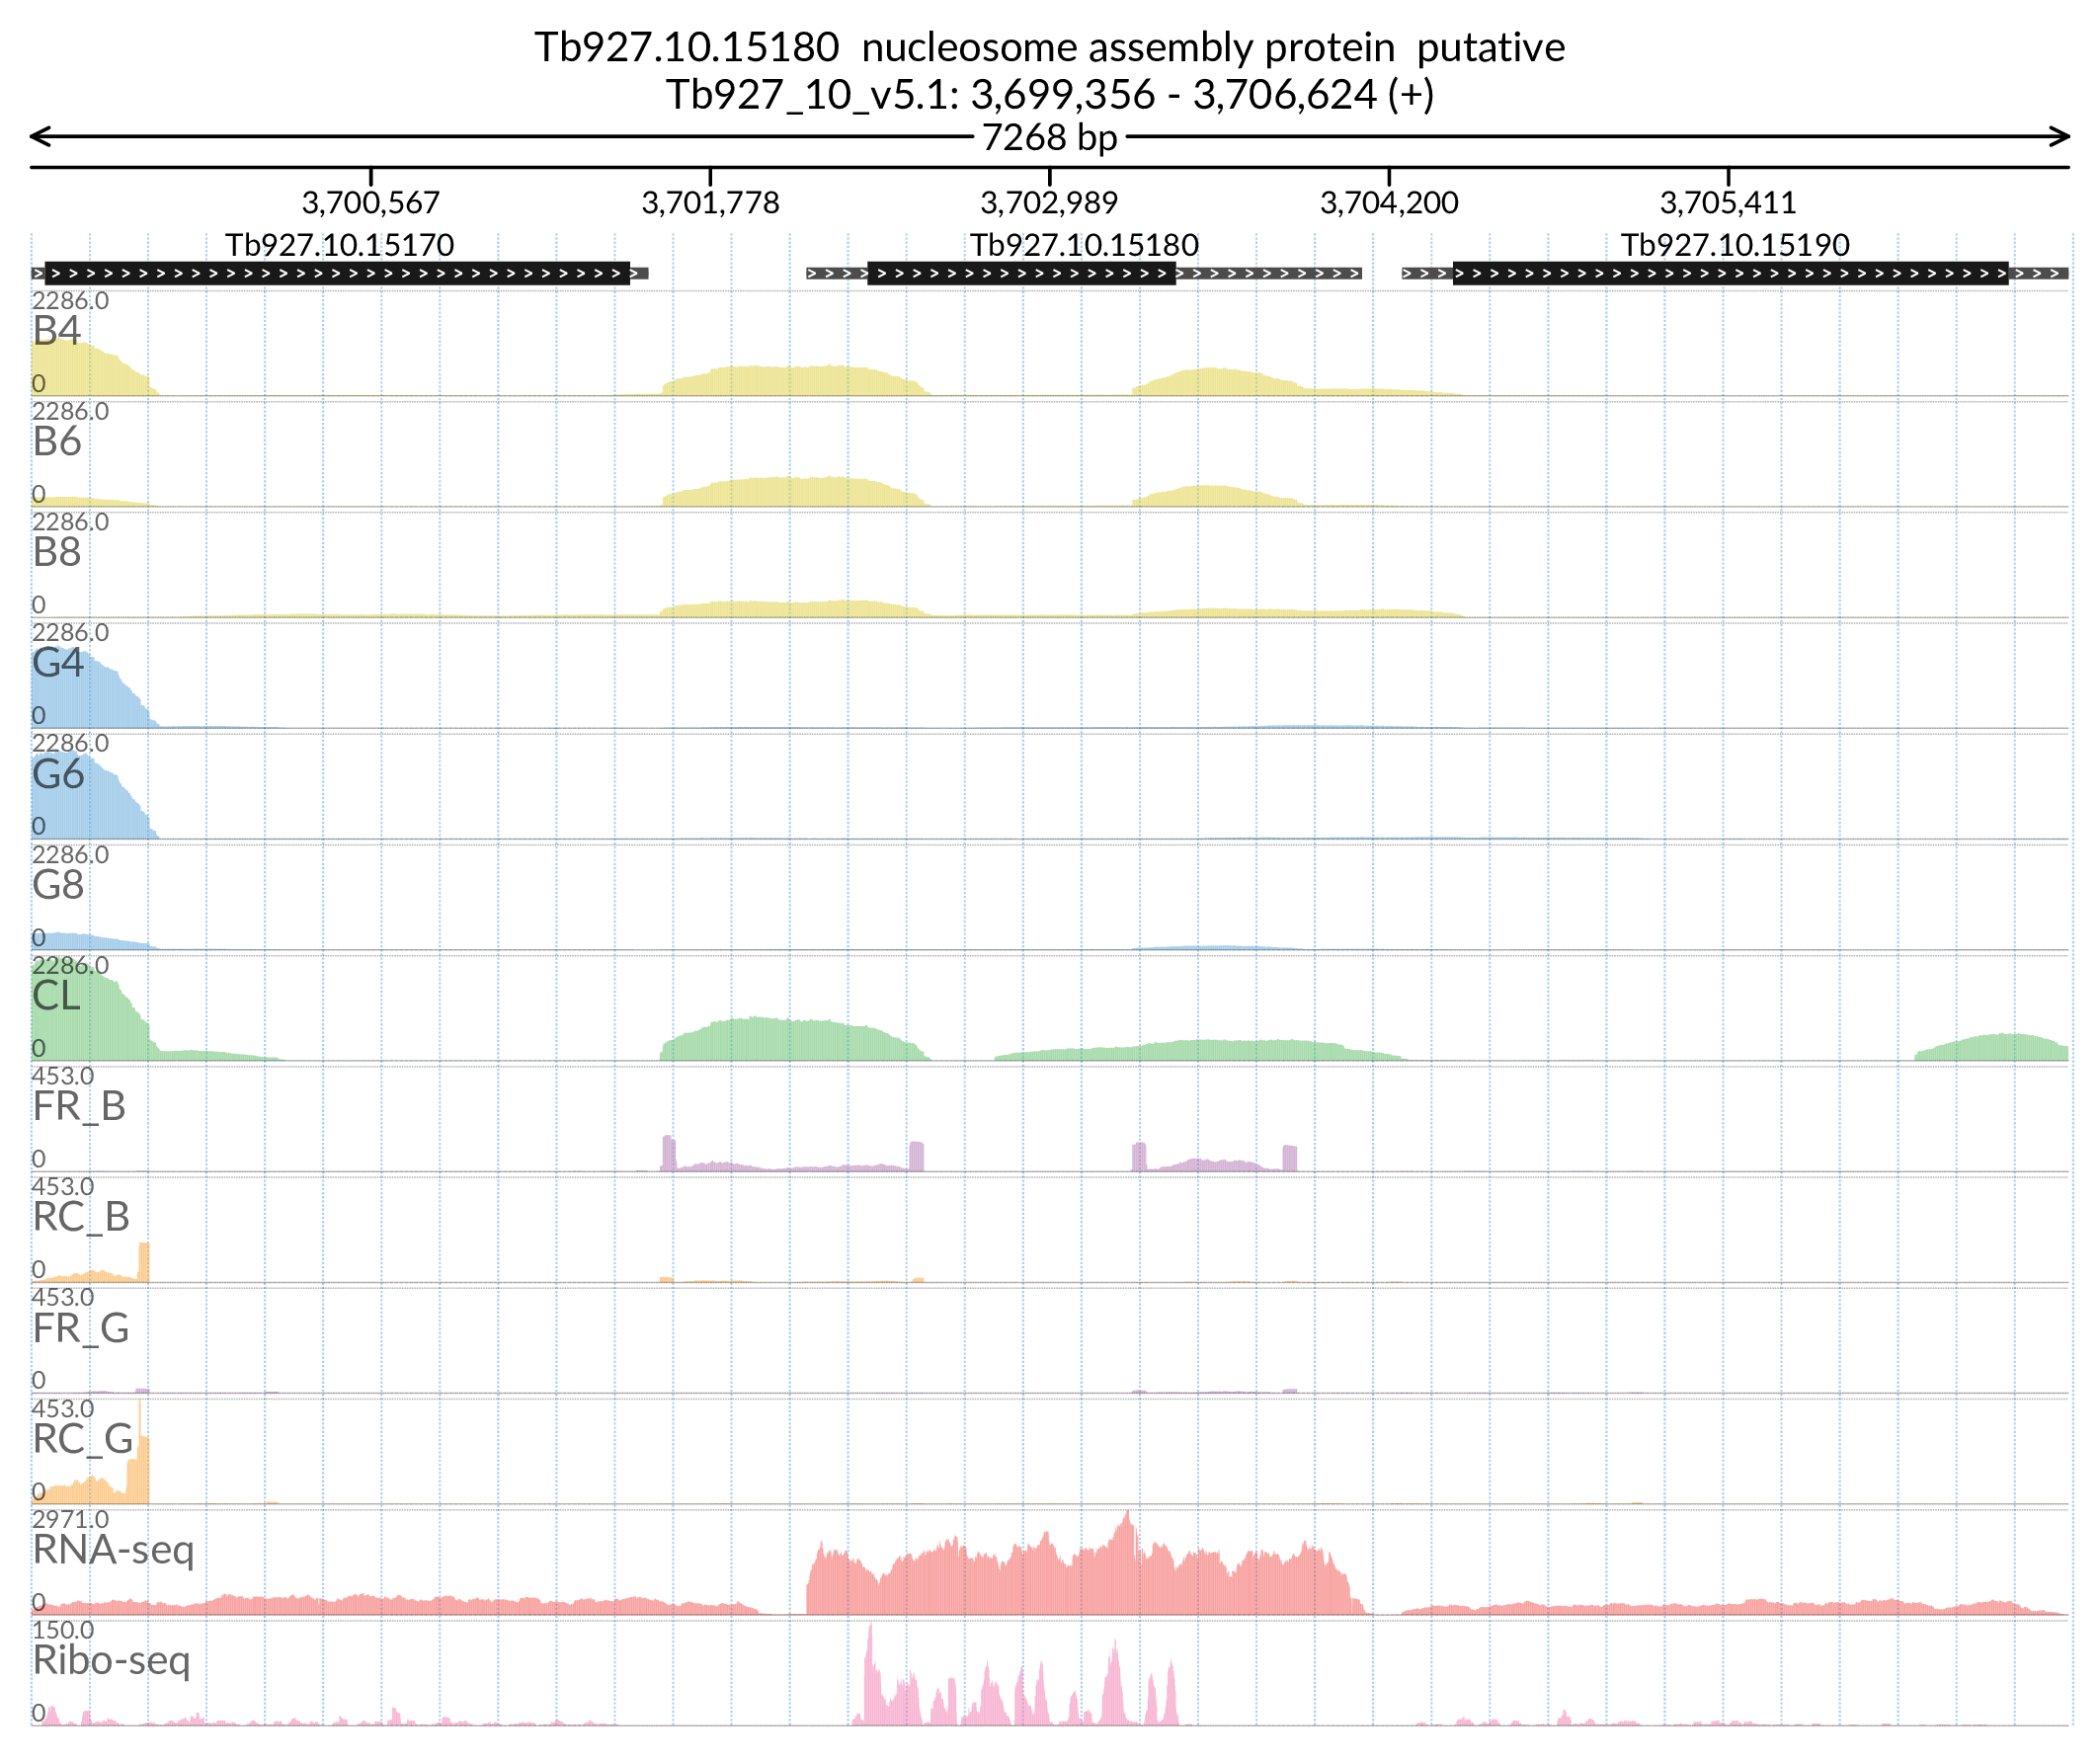 Tb927.10.15180  nucleosome assembly protein  putative
Tb927_10_v5.1: 3,699,356 - 3,706,624 (+)
7268 bp
3,700,567 3,701,778 3,702,989 3,704,200 3,705,411
Tb927.10.15170 Tb927.10.15180 Tb927.10.15190
2286.0
B4
0
2286.0
B6
0
2286.0
B8
0
2286.0
G4
0
2286.0
G6
0
2286.0
G8
0
2286.0
CL
0
453.0
FR_B
0
453.0
RC_B
0
453.0
FR_G
0
453.0
RC_G
0
2971.0
RNA-seq
0
150.0
Ribo-seq
0